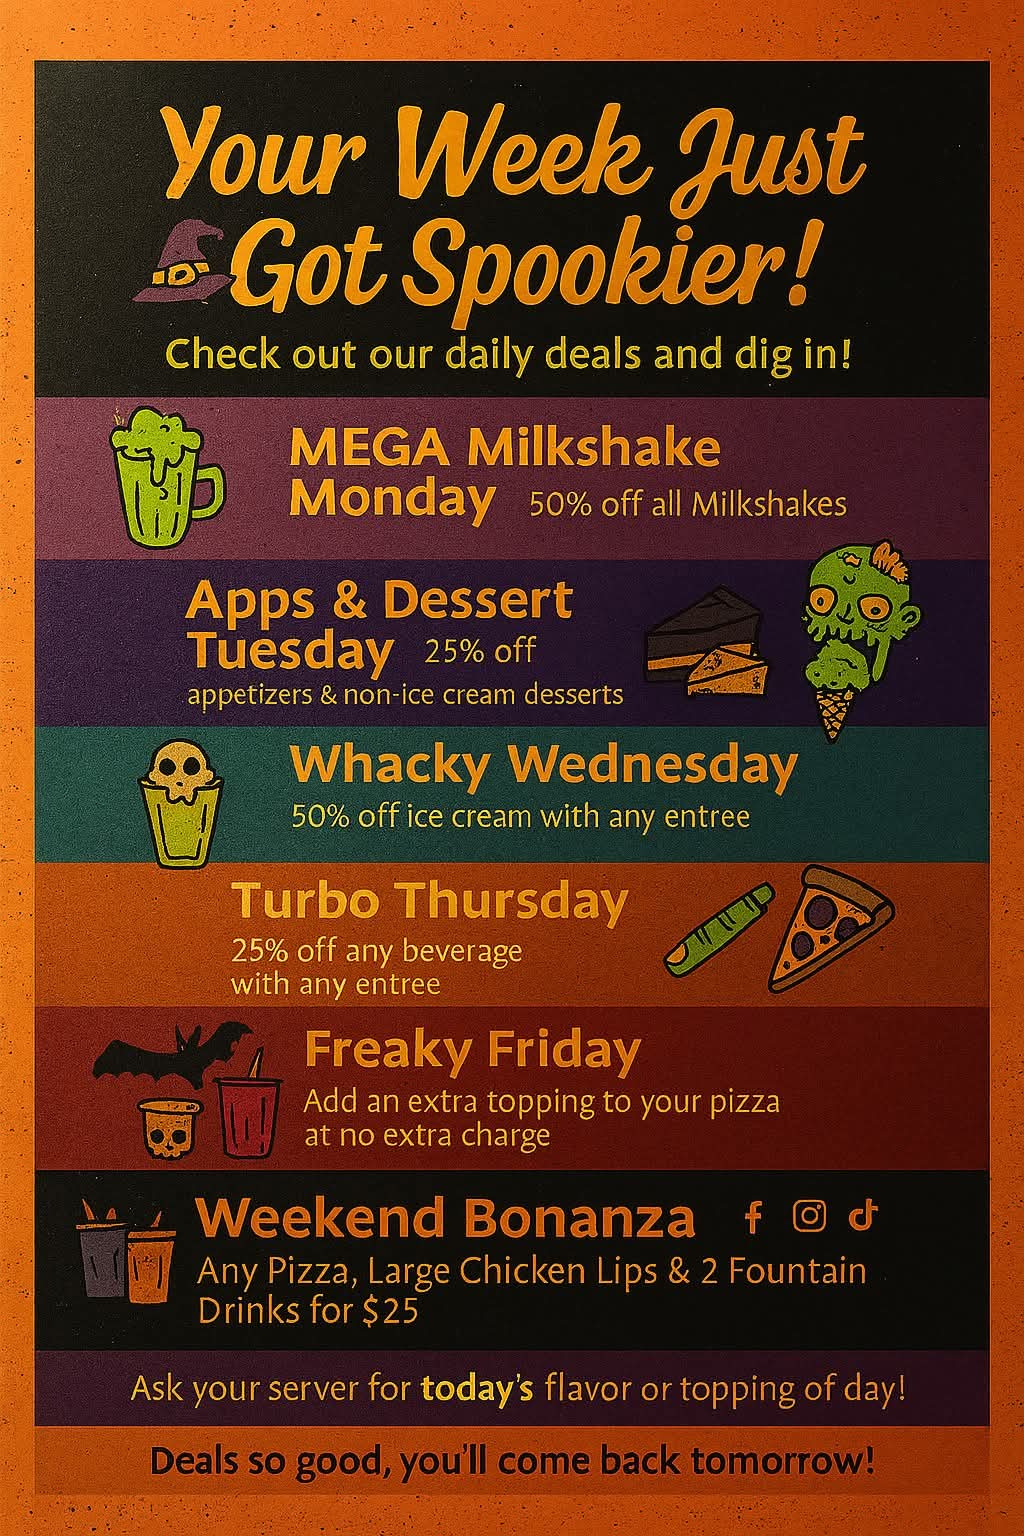 Your Week Just
Got Spookier!
Check out our daily deals and dig in!
MEGA Milkshake
Monday 50% off all Milkshakes
Apps & Dessert
Tuesday 25% off
appetizers & non-ice cream desserts
Whacky Wednesday
50% off ice cream with any entree
Turbo Thursday
25% off any beverage
with any entree
Freaky Friday
Add an extra topping to your pizza
at no extra charge
Weekend Bonanza
Any Pizza, Large Chicken Lips & 2 Fountain
Drinks for $25
Ask your server for today's flavor or topping of day!
Deals so good, you'll come back tomorrow!